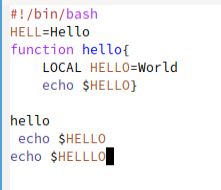 #!/bin/bash
HELL=Hello
function hello{
    LOCAL HELLO=World
    echo $HELLO}

hello
 echo $HELLO
echo $HELLLO